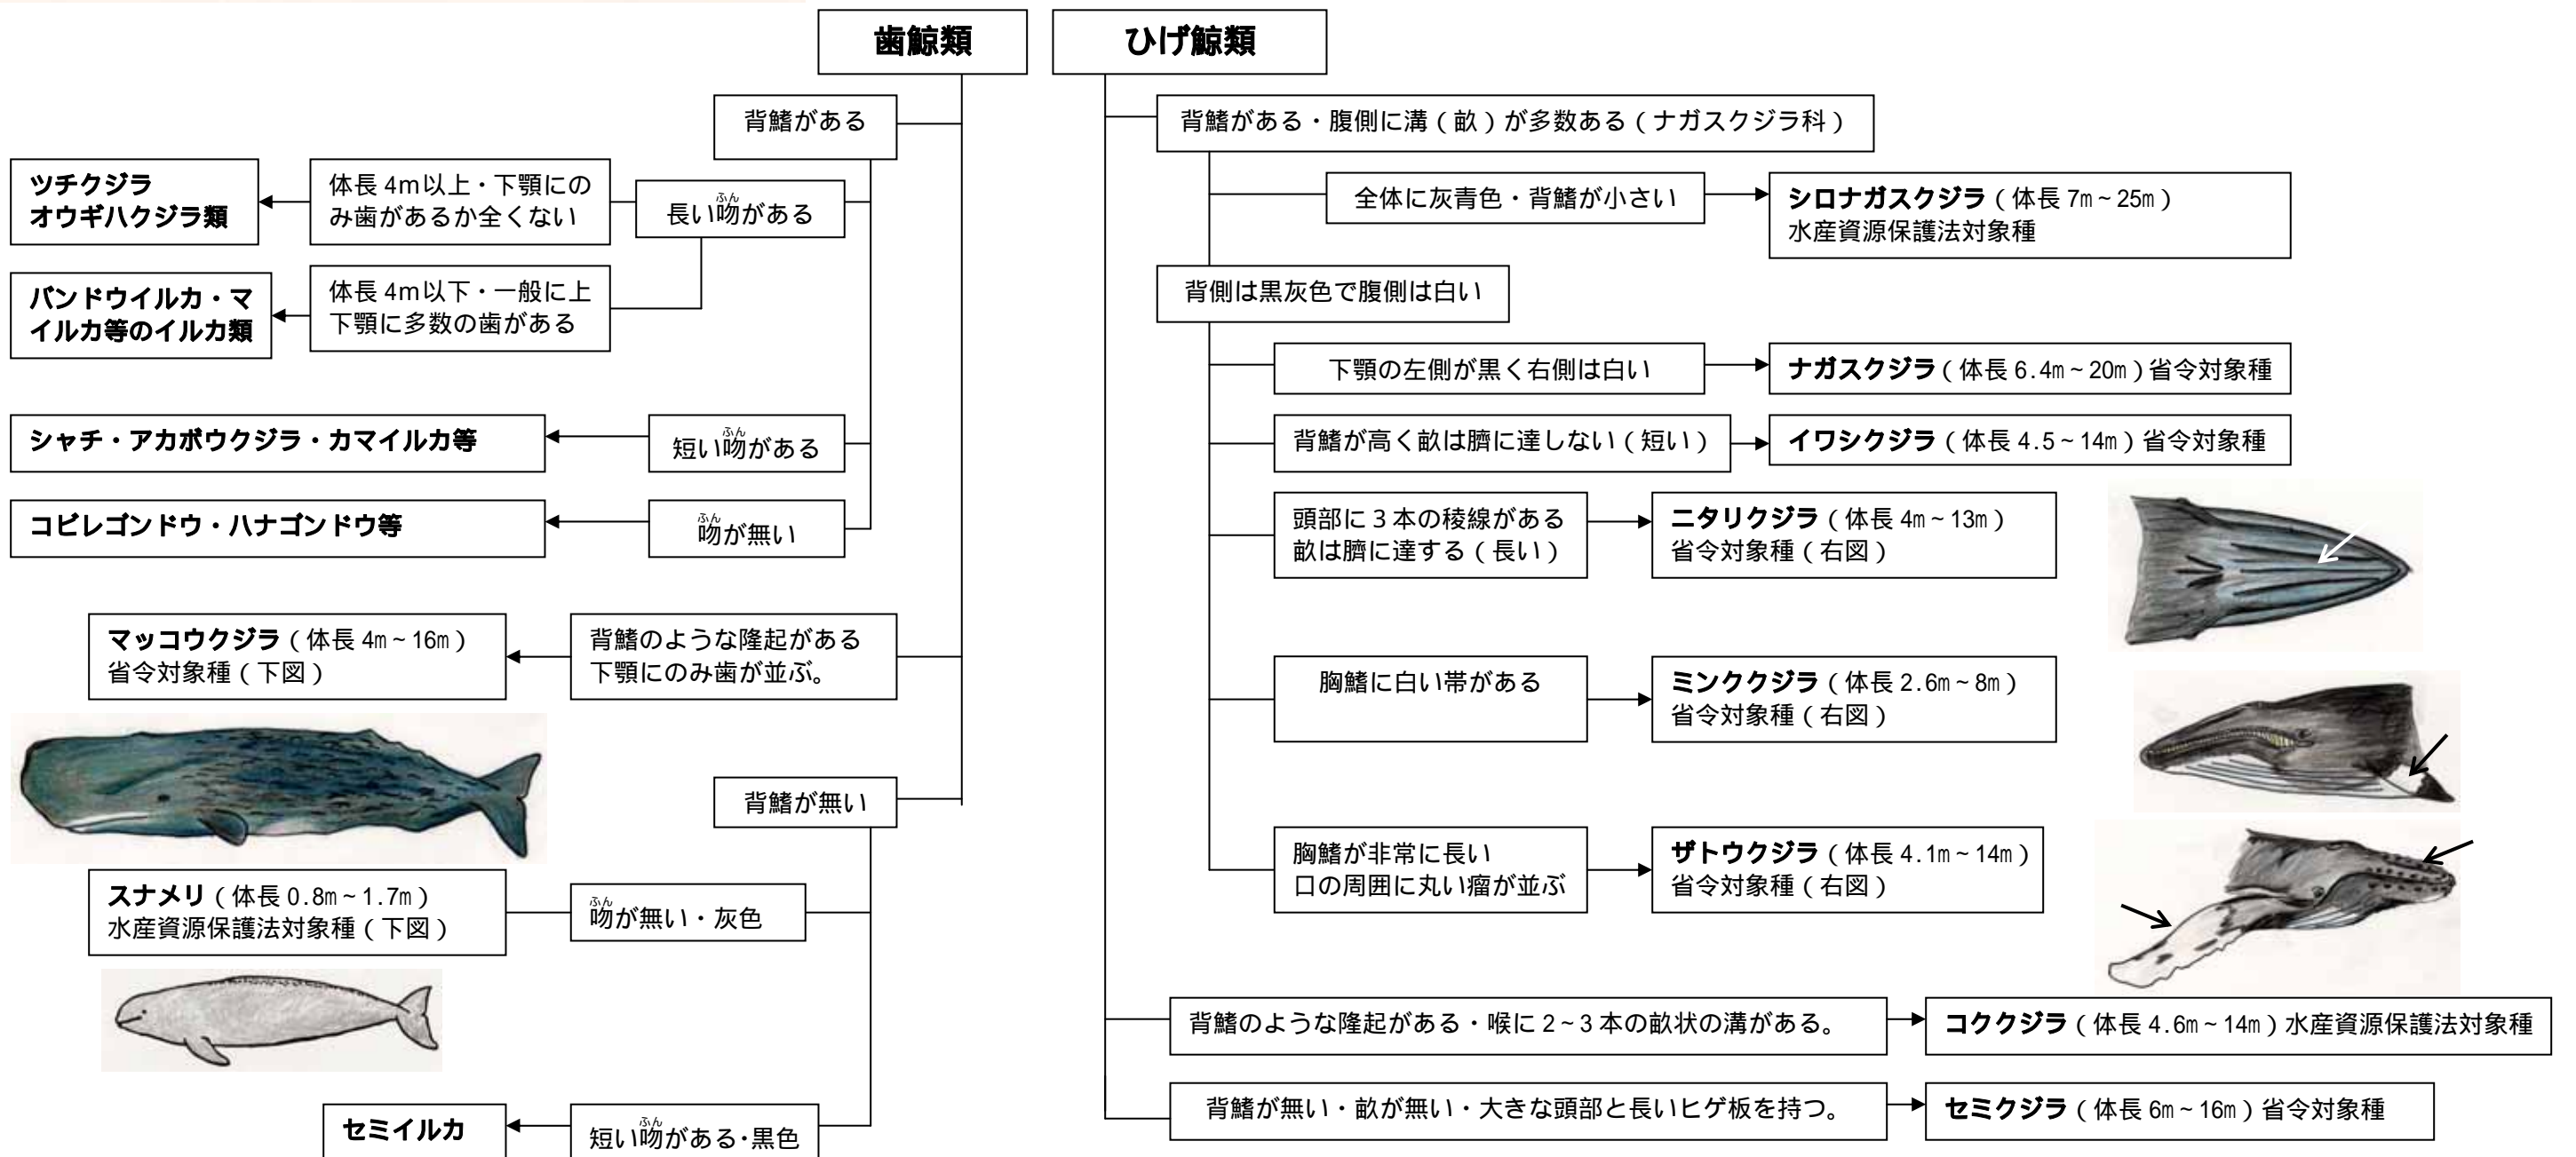 歯鯨類
背鰭がある
ふん
長い吻がある
体長 4m以上・下顎にの
み歯があるか全くない
ツチクジラ
オウギハクジラ類
体長 4m以下・一般に上
下顎に多数の歯がある
バンドウイルカ・マ
イルカ等のイルカ類
ふん
短い吻がある
シャチ・アカボウクジラ・カマイルカ等
ふん
吻が無い
コビレゴンドウ・ハナゴンドウ等
背鰭のような隆起がある
下顎にのみ歯が並ぶ。
マッコウクジラ（体長 4m~16m）
省令対象種（下図）
背鰭が無い
ふん
吻が無い・灰色
スナメリ（体長 0.8m~1.7m）
水産資源保護法対象種（下図）
ふん
短い吻がある・黒色
セミイルカ
ひげ鯨類
背鰭がある・腹側に溝（畝）が多数ある（ナガスクジラ科）
全体に灰青色・背鰭が小さい
シロナガスクジラ（体長 7m~25m）
水産資源保護法対象種
背側は黒灰色で腹側は白い
下顎の左側が黒く右側は白い
ナガスクジラ（体長 6.4m~20m）省令対象種
背鰭が高く畝は臍に達しない（短い）
イワシクジラ（体長 4.5~14m）省令対象種
頭部に３本の稜線がある
畝は臍に達する（長い）
ニタリクジラ（体長 4m~13m）
省令対象種（右図）
胸鰭に白い帯がある
ミンククジラ（体長 2.6m~8m）
省令対象種（右図）
胸鰭が非常に長い
口の周囲に丸い瘤が並ぶ
ザトウクジラ（体長 4.1m~14m）
省令対象種（右図）
背鰭のような隆起がある・喉に 2~3 本の畝状の溝がある。
コククジラ（体長 4.6m~14m）水産資源保護法対象種
背鰭が無い・畝が無い・大きな頭部と長いヒゲ板を持つ。
セミクジラ（体長 6m~16m）省令対象種